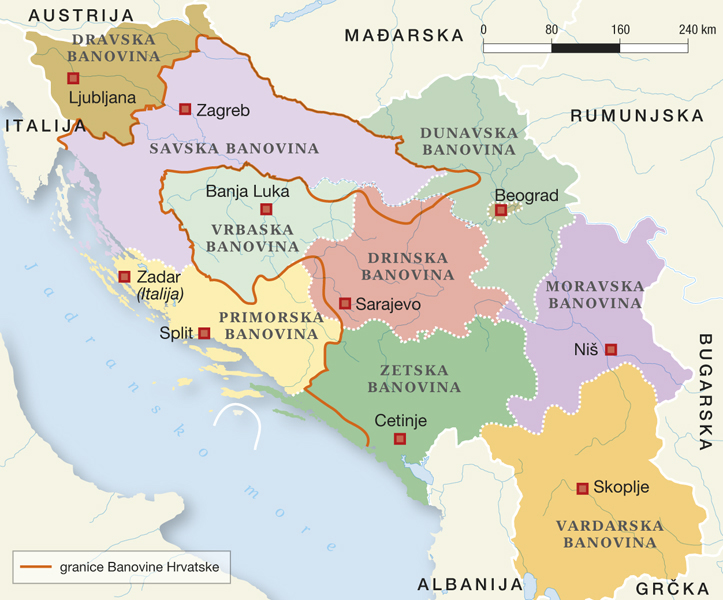 AUSTRIJA
MAĐARSKA
0 80 160 240 km
DRAVSKA
BANOVINA
Ljubljana
Zagreb
ITALIJA
SAVSKA BANOVINA
DUNAVSKA
BANOVINA
RUMUNJSKA
Banja Luka
Beograd
VRBASKA
BANOVINA
DRINSKA
BANOVINA
Zadar
(Italija)
Sarajevo
MORAVSKA
BANOVINA
PRIMORSKA
BANOVINA
Split
Niš
ZETSKA
BANOVINA
BUGARSKA
Cetinje
Jadransko more
Skoplje
VARDARSKA
BANOVINA
granice Banovine Hrvatske
ALBANIJA
GRČKA